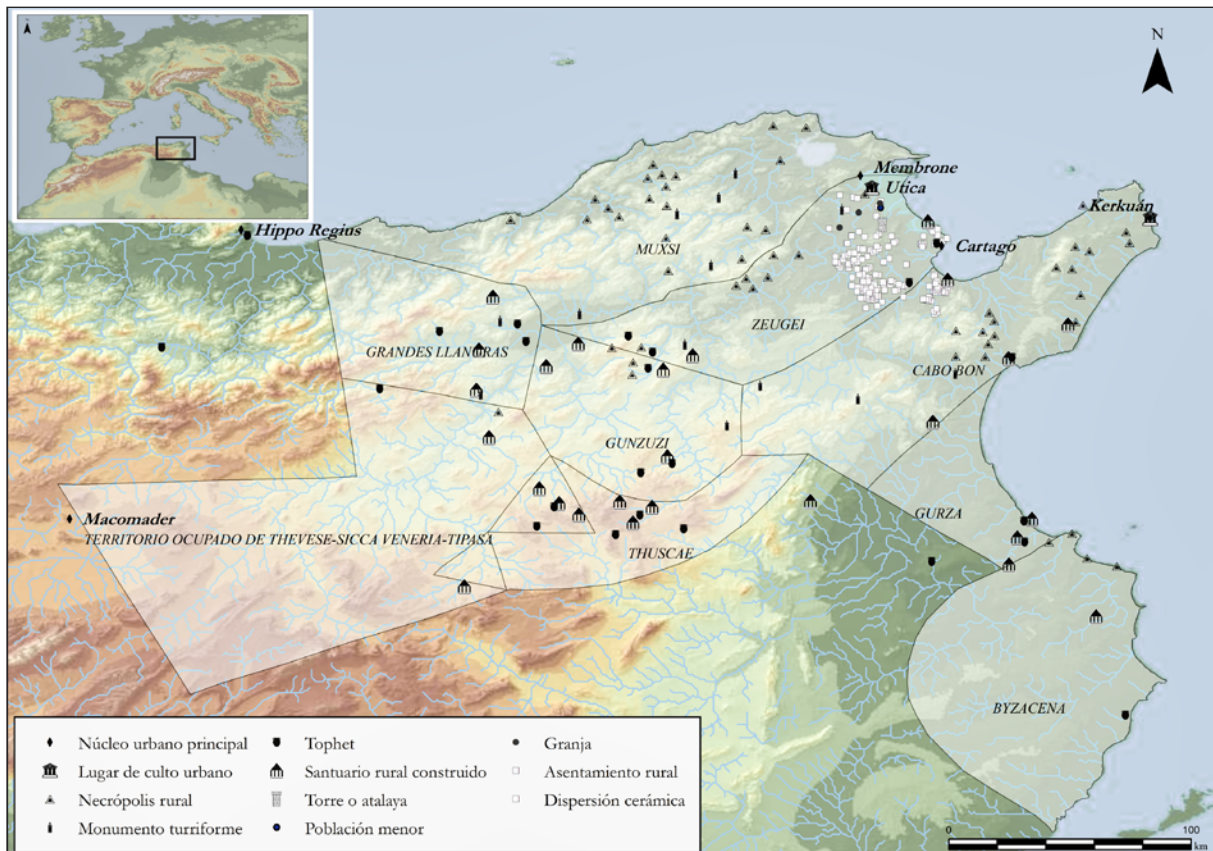 N
Membrone
Utica
Kerkuán
Hippo Regius
Cartago
MUXSI
ZEUGEI
GRANDES LLANURAS
CABO BON
GUNZUZI
Macomader
TERRITORIO OCUPADO DE THEVESE-SICCA VENERIA-TIPASA
GURZA
THUSCAE
BYZACENA
Núcleo urbano principal
Tophet
Granja
Lugar de culto urbano
Santuario rural construido
Asentamiento rural
Necrópolis rural
Torre o atalaya
Dispersión cerámica
Monumento turriforme
Población menor
0 100
km